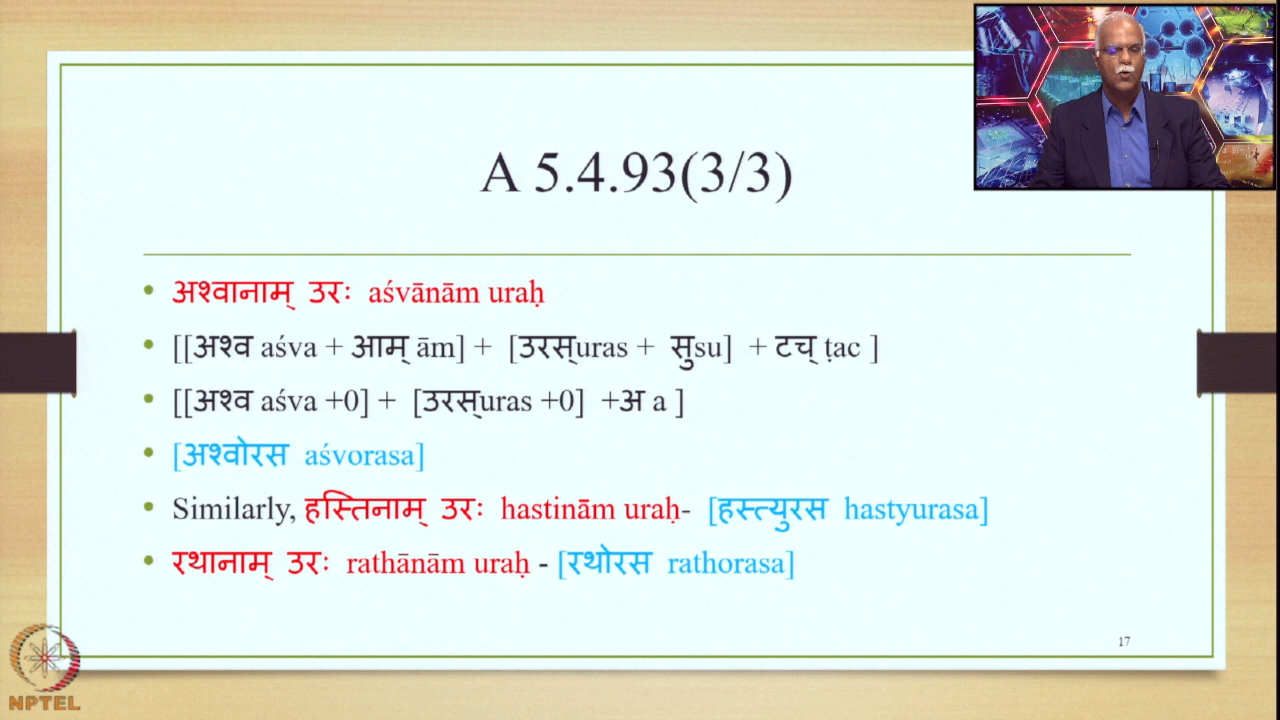 A 5.4.93(3/3)
• अश्वानाम् उरः aśvānām uraḥ
• [[अश्व aśva + आम् ām] + [उरस्uras + सुsu] + टच् ṭac ]
• [[अश्व aśva +0] + [उरस्uras +0] +अ a ]
• [अश्वोरस aśvorasa]
• Similarly, हस्तिनाम् उरः hastinām uraḥ- [हस्त्युरस hastyurasa]
• रथानाम् उरः rathānām uraḥ - [रथोरस rathorasa]
17
NPTEL